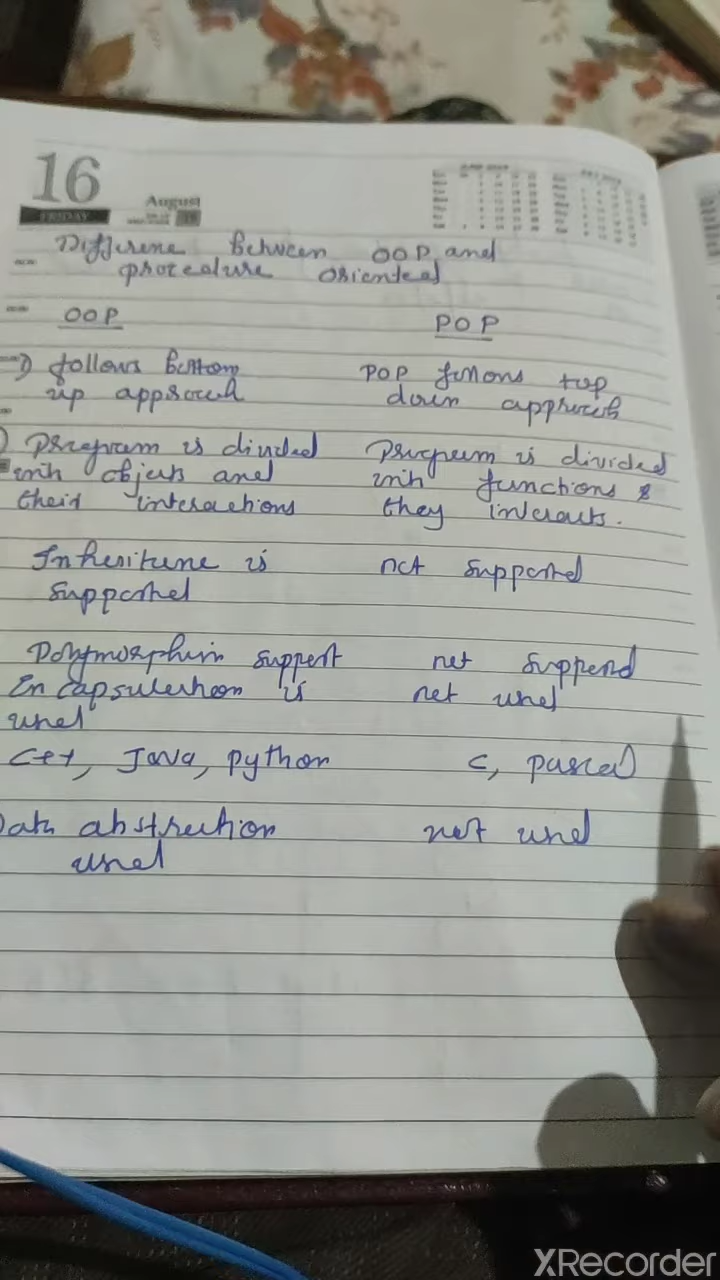 16
August
FRIDAY
Differene Between OOP and
procedure oriented
OOP POP
1) follows Bottom POP follows top
up approach down approach
) Program is divided Program is divided
into objects and into functions &
their interactions they interacts.
Inheritune is not supported
supported
Polymorphism support not supported
Encapsulation is not used
used
C++, Java, python C, pascal
Data abstraction not used
used
XRecorder